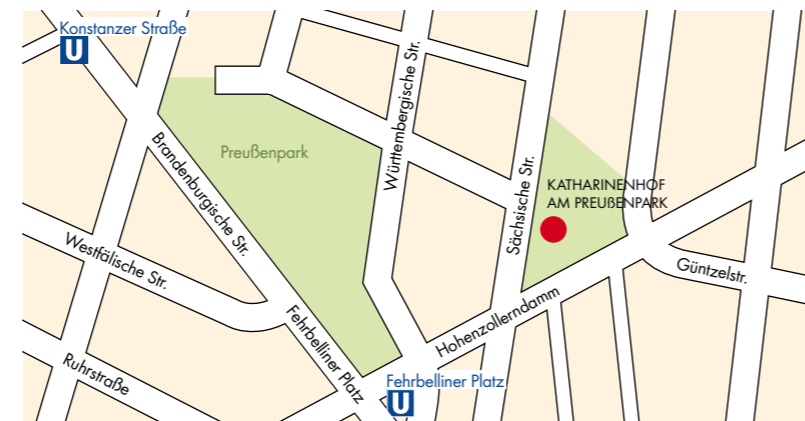 Konstanzer Straße
U
Preußenpark
Brandenburgische Str.
Württembergische Str.
Sächsische Str.
KATHARINENHOF
AM PREUßENPARK
Westfälische Str.
Güntzelstr.
Hohenzollerndamm
Fehrbelliner Platz
Ruhrstraße
Fehrbelliner Platz
U